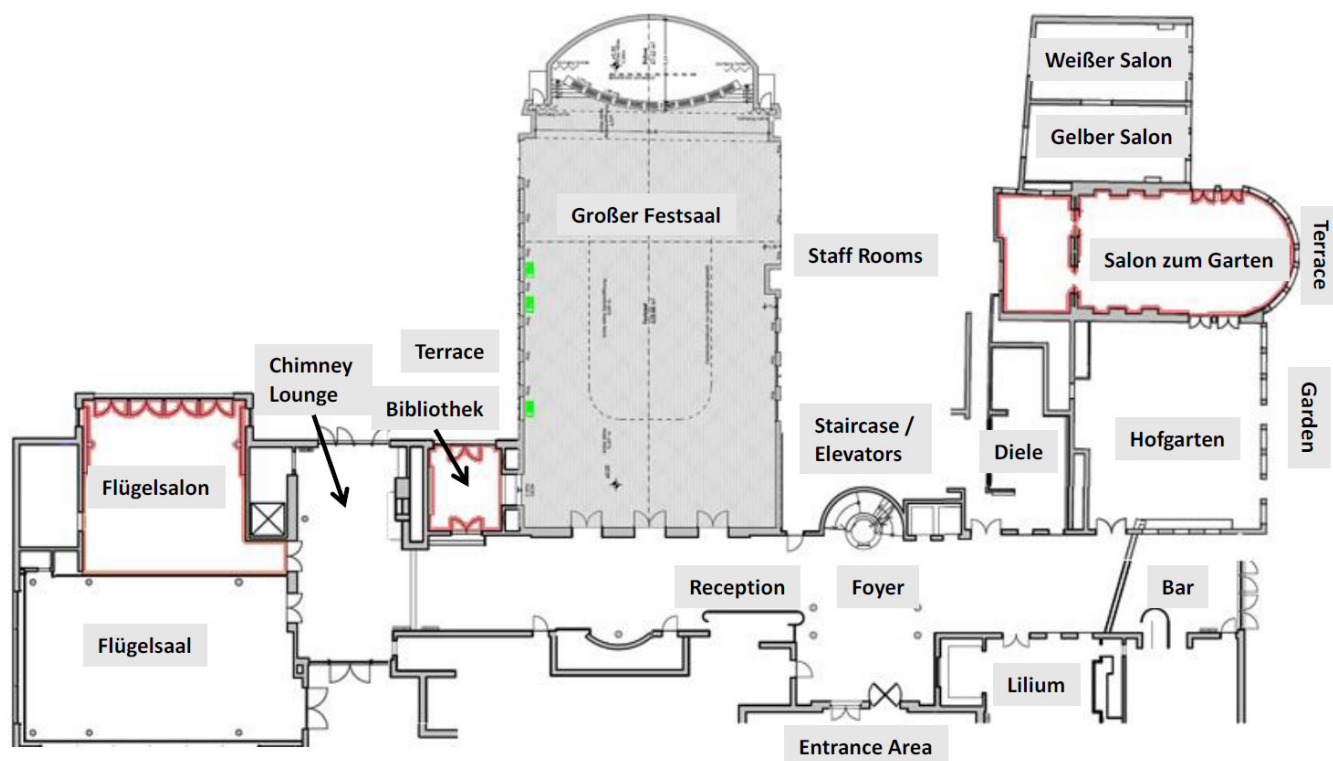 Weißer Salon
Gelber Salon
Großer Festsaal
Staff Rooms
Salon zum Garten
Terrace
Chimney
Lounge
Terrace
Bibliothek
Staircase /
Elevators
Diele
Hofgarten
Garden
Flügelsalon
Reception
Foyer
Bar
Flügelsaal
Lilium
Entrance Area